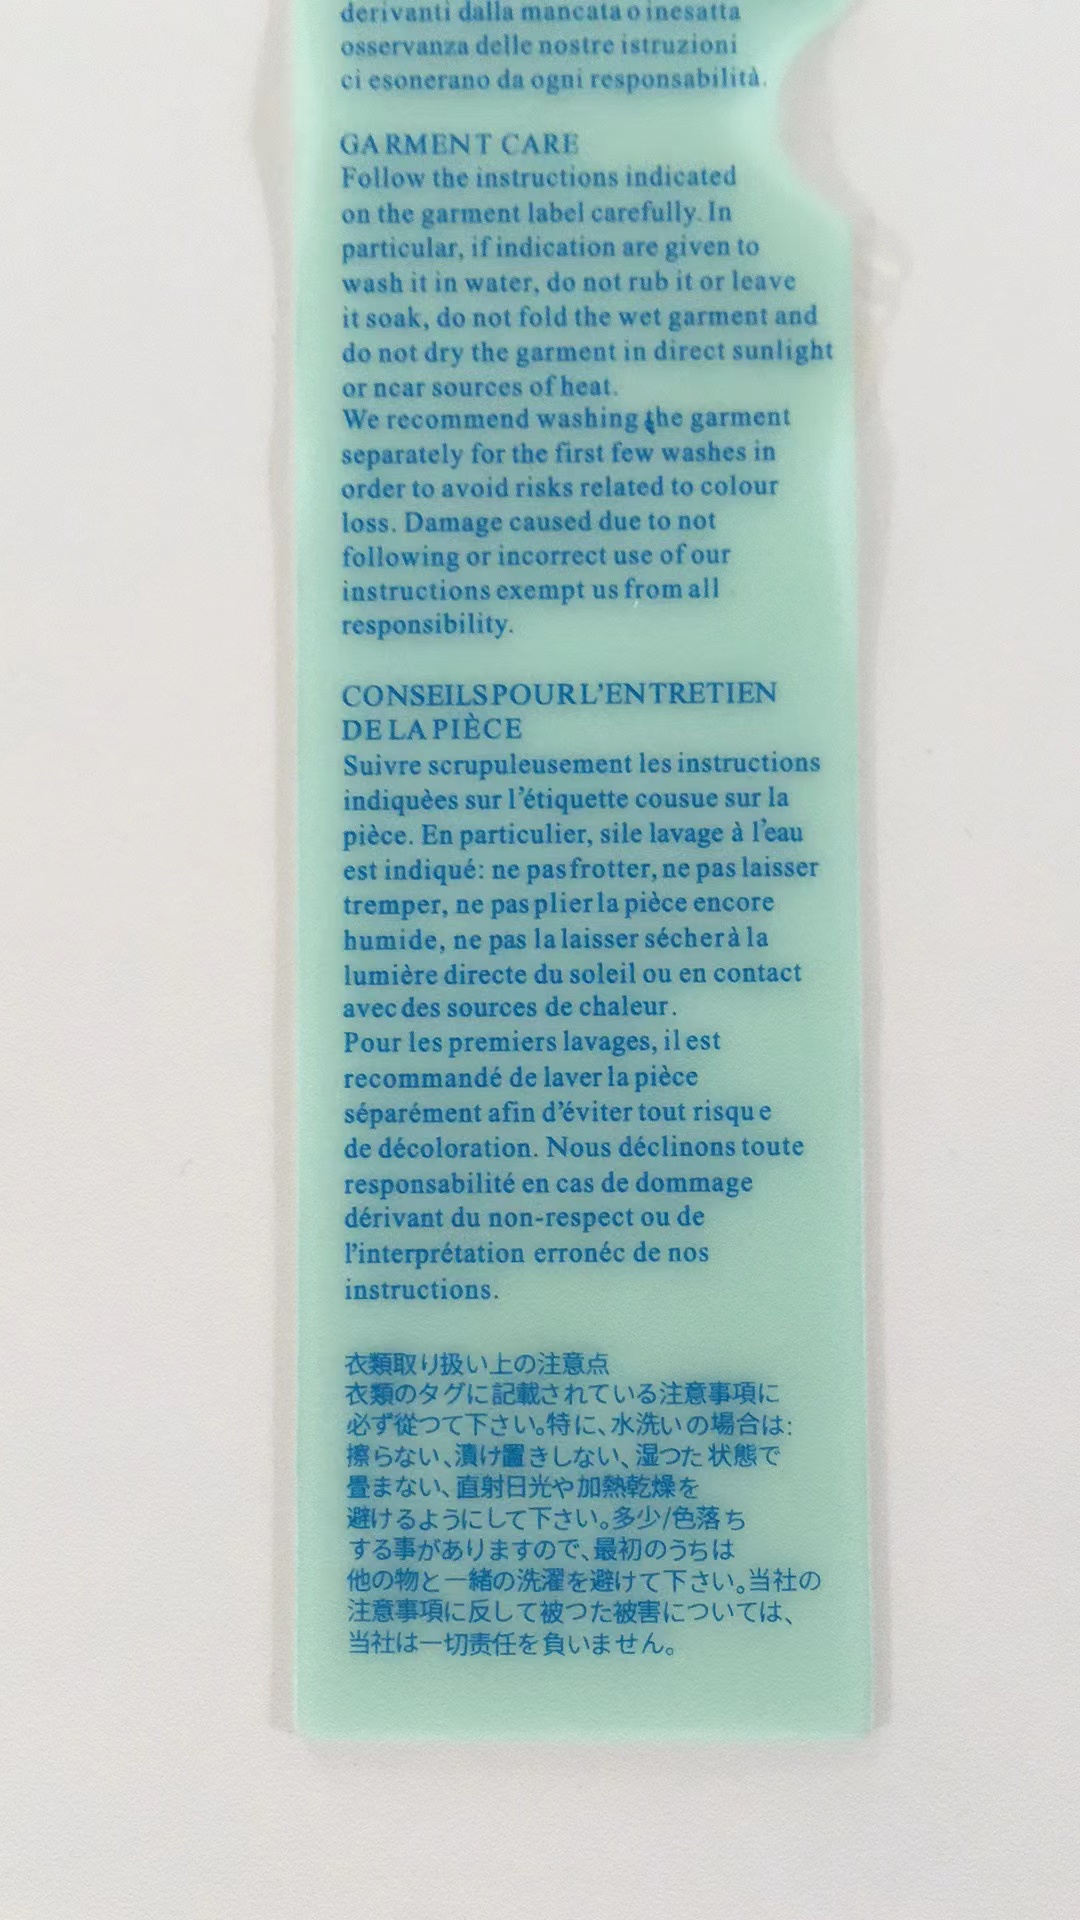 derivanti dalla mancata o inesatta
osservanza delle nostre istruzioni
ci esonerano da ogni responsabilità.
GARMENT CARE
Follow the instructions indicated
on the garment label carefully. In
particular, if indication are given to
wash it in water, do not rub it or leave
it soak, do not fold the wet garment and
do not dry the garment in direct sunlight
or ncar sources of heat.
We recommend washing the garment
separately for the first few washes in
order to avoid risks related to colour
loss. Damage caused due to not
following or incorrect use of our
instructions exempt us from all
responsibility.
CONSEILS POUR L'ENTRETIEN
DE LA PIÈCE
Suivre scrupuleusement les instructions
indiquèes sur l'étiquette cousue sur la
pièce. En particulier, sile lavage à l'eau
est indiqué: ne pas frotter, ne pas laisser
tremper, ne pas plier la pièce encore
humide, ne pas la laisser sécher à la
lumière directe du soleil ou en contact
avec des sources de chaleur.
Pour les premiers lavages, il est
recommandé de laver la pièce
séparément afin d'éviter tout risque
de décoloration. Nous déclinons toute
responsabilité en cas de dommage
dérivant du non-respect ou de
l'interprétation erronéc de nos
instructions.
衣類取り扱い上の注意点
衣類のタグに記載されている注意事項に
必ず從つて下さい。特に、水洗いの場合は:
擦らない、漬け置きしない、湿つた状態で
畳まない、直射日光や加熱乾燥を
避けるようにして下さい。多少/色落ち
する事がありますので、最初のうちは
他の物と一緒の洗濯を避けて下さい。当社の
注意事項に反して被つた被害については、
当社は一切责任を負いません。